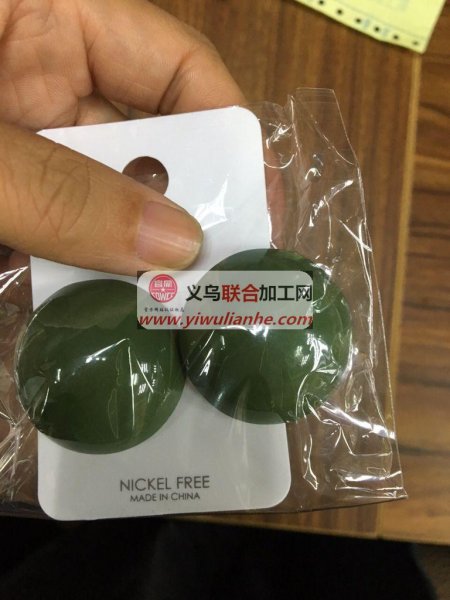 义乌联合加工网
www.yiwulianhe.com
NICKEL FREE
MADE IN CHINA